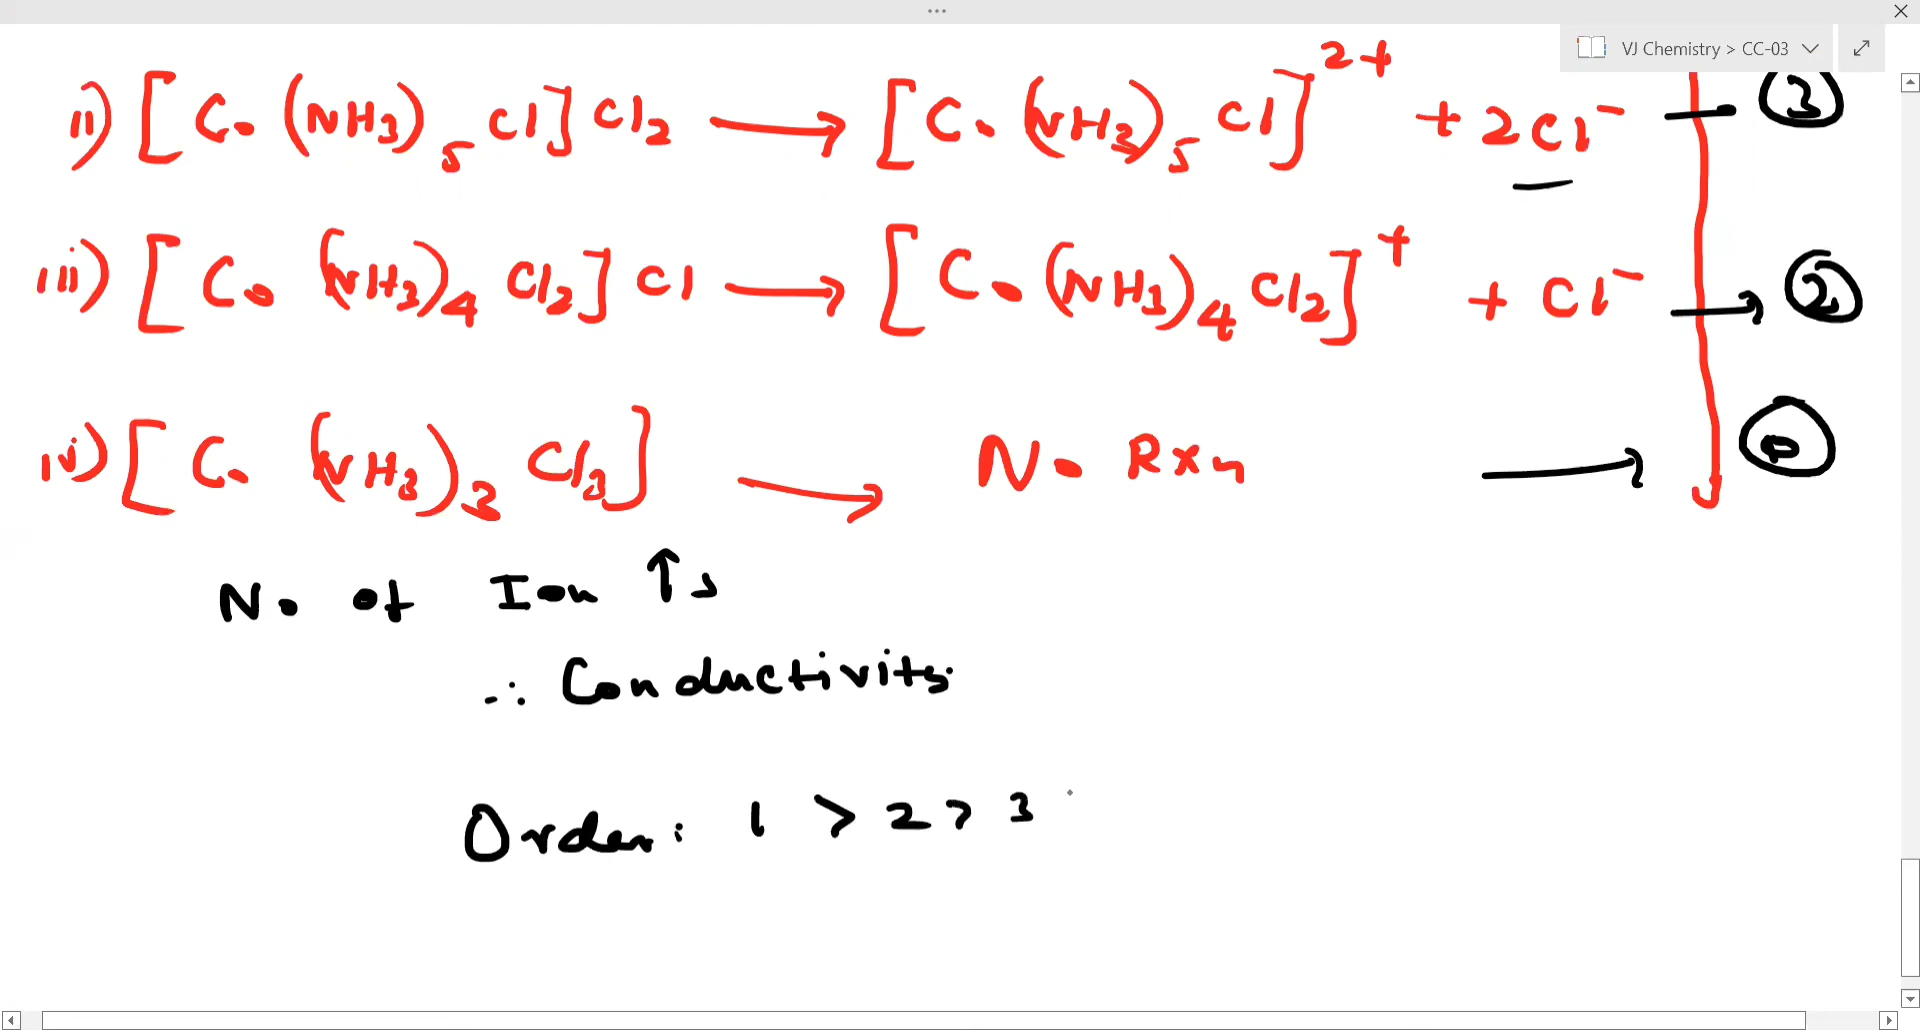 VJ Chemistry > CC-03
ii) [Co(NH3)5Cl]Cl2 → [Co(NH3)5Cl]2+ + 2Cl- — 3
iii) [Co(NH3)4Cl2]Cl → [Co(NH3)4Cl2]+ + Cl- → 2
iv) [Co(NH3)3Cl3] → No Rxn → 0
No of Ion ↑s
∴ Conductivity
Order: 1 > 2 > 3